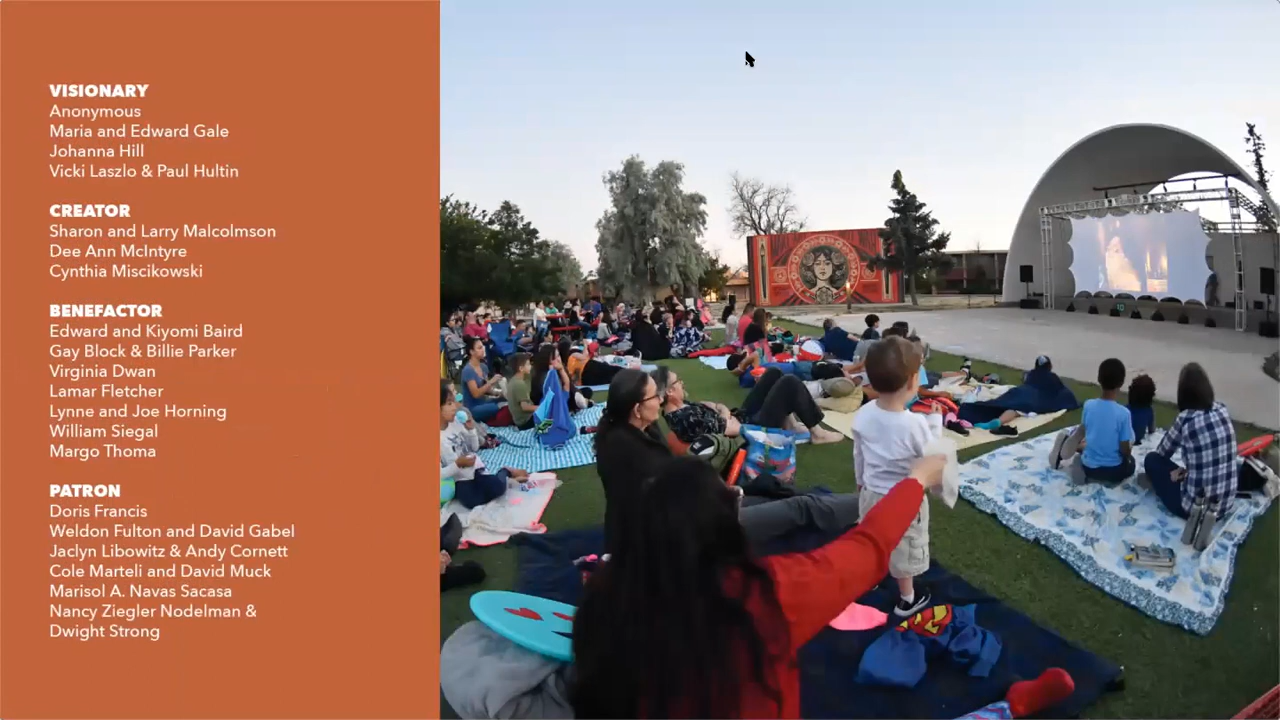 VISIONARY
Anonymous
Maria and Edward Gale
Johanna Hill
Vicki Laszlo & Paul Hultin
CREATOR
Sharon and Larry Malcolmson
Dee Ann McIntyre
Cynthia Miscikowski
BENEFACTOR
Edward and Kiyomi Baird
Gay Block & Billie Parker
Virginia Dwan
Lamar Fletcher
Lynne and Joe Horning
William Siegal
Margo Thoma
PATRON
Doris Francis
Weldon Fulton and David Gabel
Jaclyn Libowitz & Andy Cornett
Cole Marteli and David Muck
Marisol A. Navas Sacasa
Nancy Ziegler Nodelman &
Dwight Strong